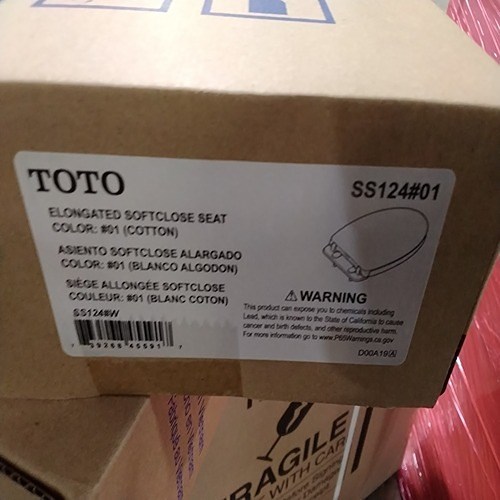 TOTO
SS124#01
ELONGATED SOFTCLOSE SEAT
COLOR: #01 (COTTON)
ASIENTO SOFTCLOSE ALARGADO
COLOR: #01 (BLANCO ALGODON)
SIÈGE ALLONGÉE SOFTCLOSE
COULEUR: #01 (BLANC COTON)
SS124#W
⚠ WARNING
This product can expose you to chemicals including
Lead, which is known to the State of California to cause
cancer and birth defects, and other reproductive harm.
For more information go to www.P65Warnings.ca.gov
D00A19Ⓐ
RAGILE
WITH CAR